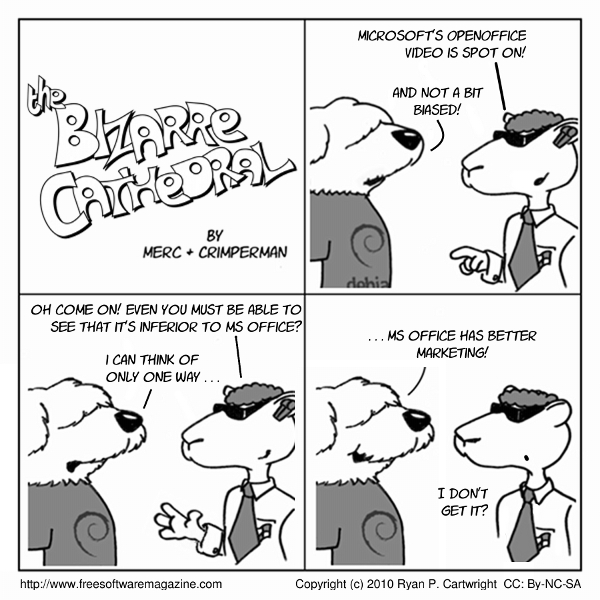 the
BIZARRE
CATHEDRAL
BY
MERC + CRIMPERMAN
MICROSOFT'S OPENOFFICE
VIDEO IS SPOT ON!
AND NOT A BIT
BIASED!
debia
OH COME ON! EVEN YOU MUST BE ABLE TO
SEE THAT IT'S INFERIOR TO MS OFFICE?
I CAN THINK OF
ONLY ONE WAY . . .
. . . MS OFFICE HAS BETTER
MARKETING!
I DON'T
GET IT?
http://www.freesoftwaremagazine.com
Copyright (c) 2010 Ryan P. Cartwright CC: By-NC-SA